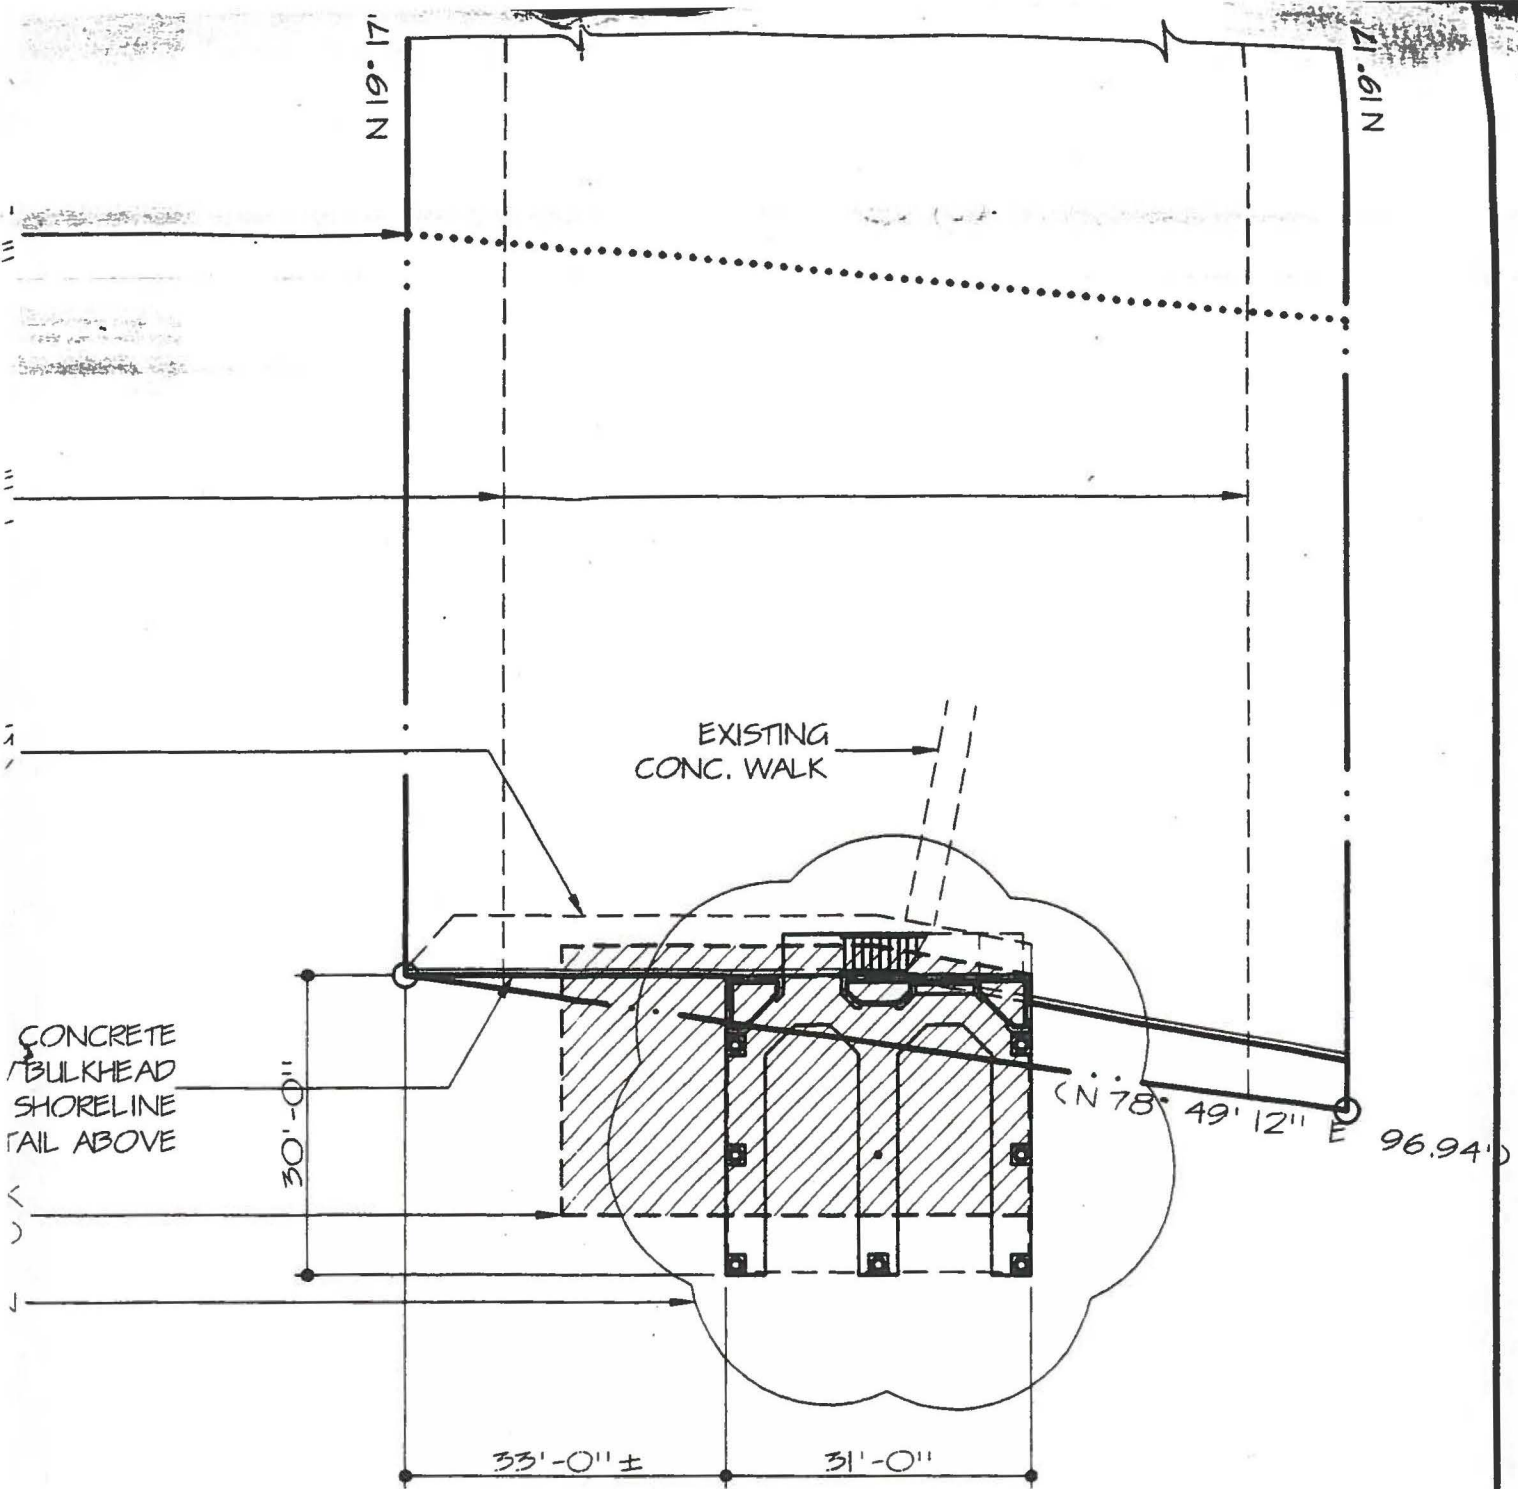 N 19° 17'
N 19° 17
EXISTING
CONC. WALK
CONCRETE
BULKHEAD
SHORELINE
TAIL ABOVE
30'-0"
(N 78° 49' 12" E 96.94')
33'-0" ±
31'-0"